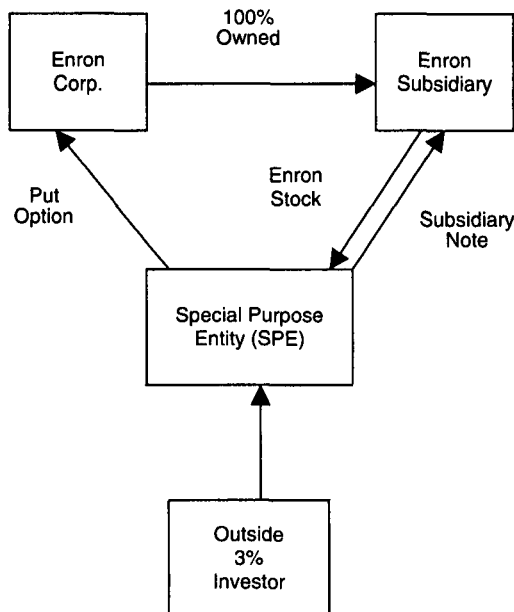 100%
Owned
Enron
Corp.
Enron
Subsidiary
Put
Option
Enron
Stock
Subsidiary
Note
Special Purpose
Entity (SPE)
Outside
3%
Investor